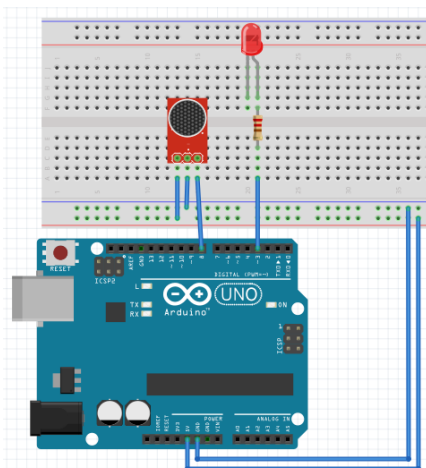 RESET
ICSP2
AREF
GND
13
12
~11
~10
~9
8
7
~6
~5
4
~3
2
TX▸1
RX◂0
DIGITAL (PWM=~)
L
TX
RX
Arduino™
UNO
ON
ICSP
1
IOREF
RESET
3V3
5V
GND
GND
VIN
POWER
ANALOG IN
A0
A1
A2
A3
A4
A5